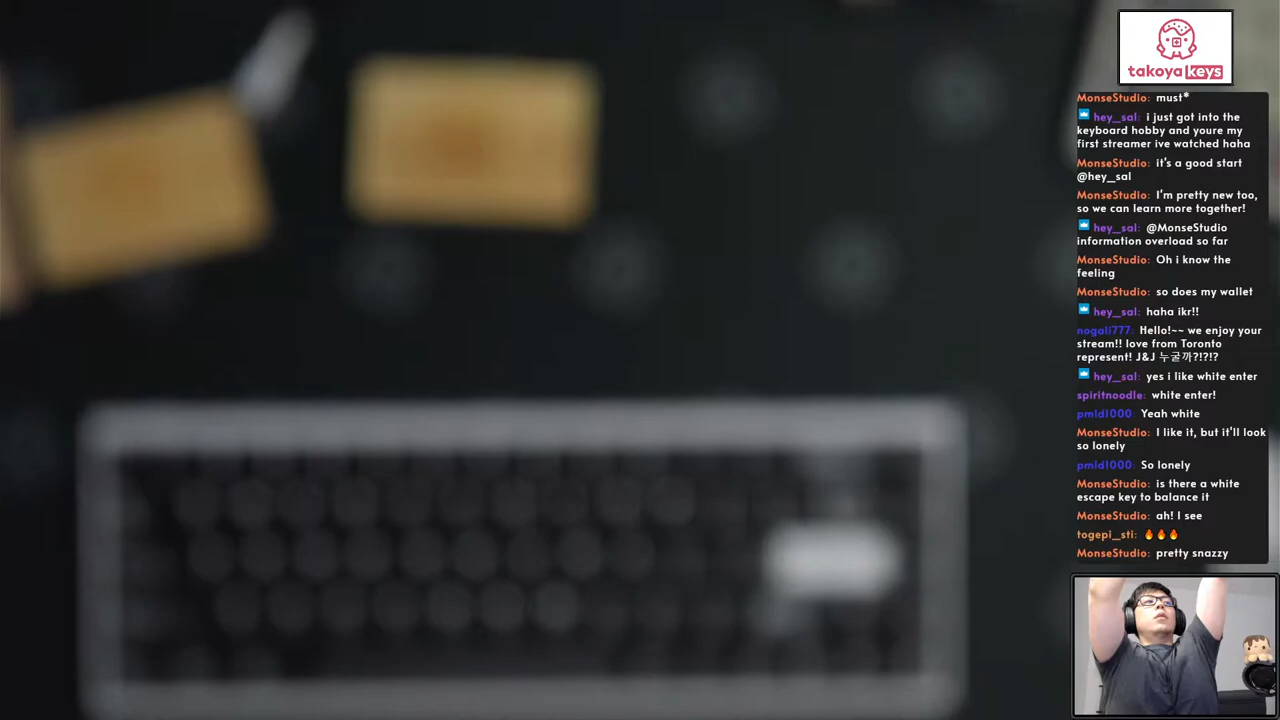 takoya keys
MonseStudio: must*
hey_sal: i just got into the
keyboard hobby and youre my
first streamer ive watched haha
MonseStudio: it's a good start
@hey_sal
MonseStudio: I'm pretty new too,
so we can learn more together!
hey_sal: @MonseStudio
information overload so far
MonseStudio: Oh i know the
feeling
MonseStudio: so does my wallet
hey_sal: haha ikr!!
nogali777: Hello!~~ we enjoy your
stream!! love from Toronto
represent! J&J 누굴까?!?!?
hey_sal: yes i like white enter
spiritnoodle: white enter!
pmld1000: Yeah white
MonseStudio: I like it, but it'll look
so lonely
pmld1000: So lonely
MonseStudio: is there a white
escape key to balance it
MonseStudio: ah! I see
togepi_sti: 🔥🔥🔥
MonseStudio: pretty snazzy